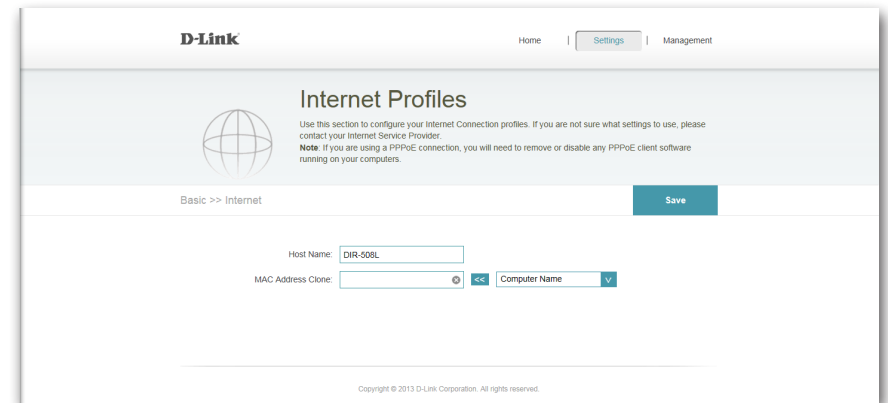 D-Link
Home | Settings | Management
Internet Profiles
Use this section to configure your Internet Connection profiles. If you are not sure what settings to use, please
contact your Internet Service Provider.
Note: If you are using a PPPoE connection, you will need to remove or disable any PPPoE client software
running on your computers.
Basic >> Internet
Save
Host Name: DIR-508L
MAC Address Clone: << Computer Name v
Copyright © 2013 D-Link Corporation. All rights reserved.